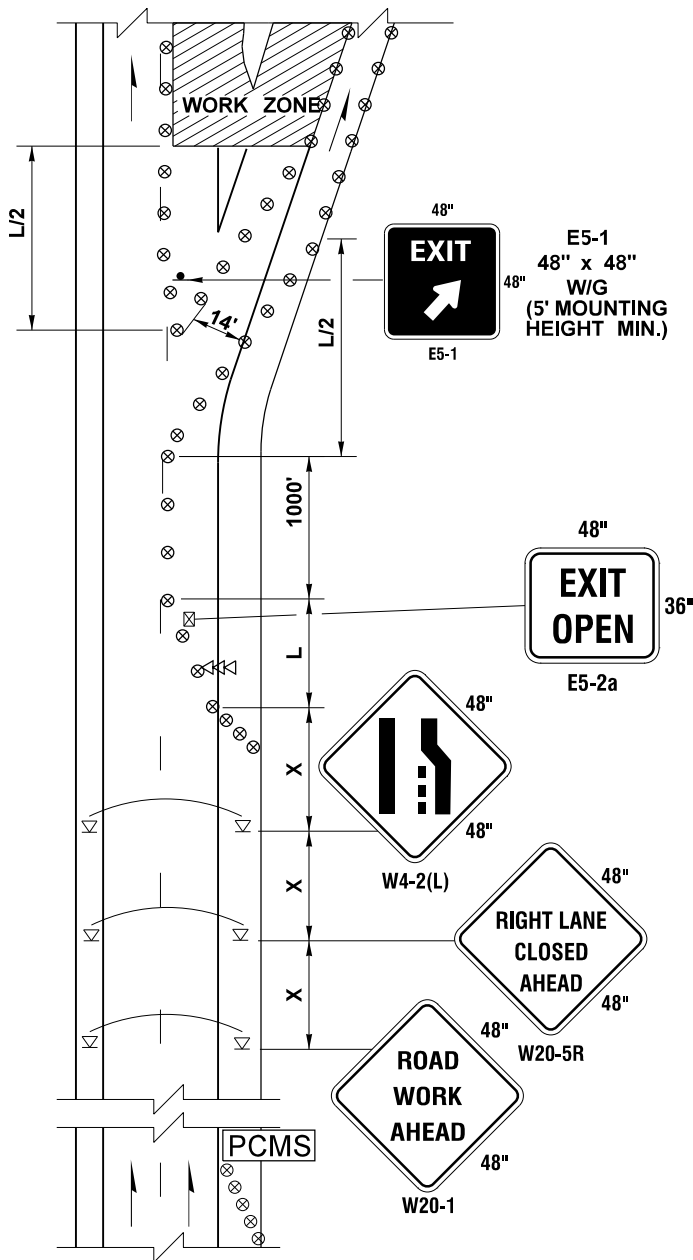 WORK ZONE
L/2
48"
EXIT
48"
E5-1
E5-1
48" x 48"
W/G
(5' MOUNTING
HEIGHT MIN.)
14'
L/2
1000'
48"
EXIT
OPEN
36"
E5-2a
L
X
48"
48"
W4-2(L)
X
48"
RIGHT LANE
CLOSED
AHEAD
48"
W20-5R
X
48"
ROAD
WORK
AHEAD
48"
W20-1
PCMS